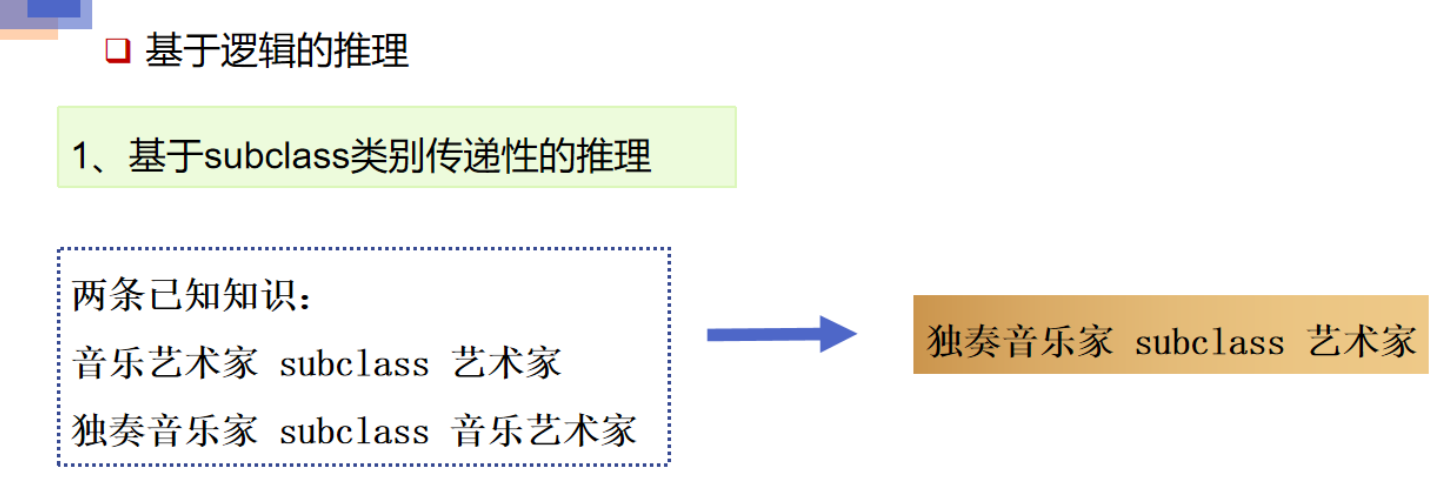 基于逻辑的推理
1、基于subclass类别传递性的推理
两条已知知识：
音乐艺术家 subclass 艺术家
独奏音乐家 subclass 音乐艺术家
独奏音乐家 subclass 艺术家